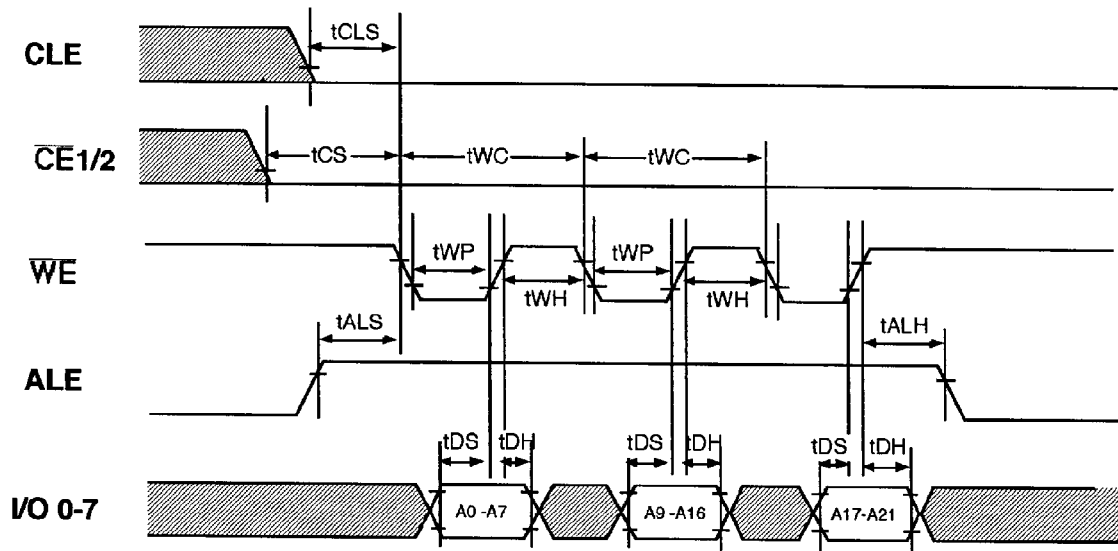 CLE
tCLS
CE1/2
tCS
tWC
tWC
WE
tWP
tWP
tWH
tWH
tALS
tALH
ALE
tDS
tDH
tDS
tDH
tDS
tDH
I/O 0-7
A0 -A7
A9 -A16
A17-A21